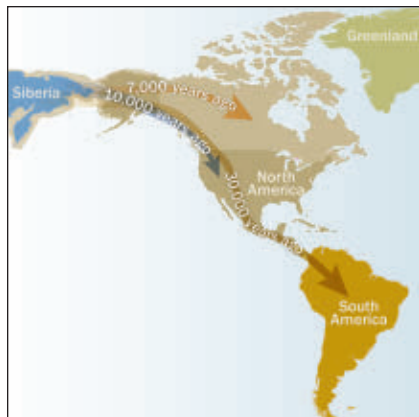 Greenland
Siberia
7,000 years ago
10,000 years ago
North
America
30,000 years ago
South
America